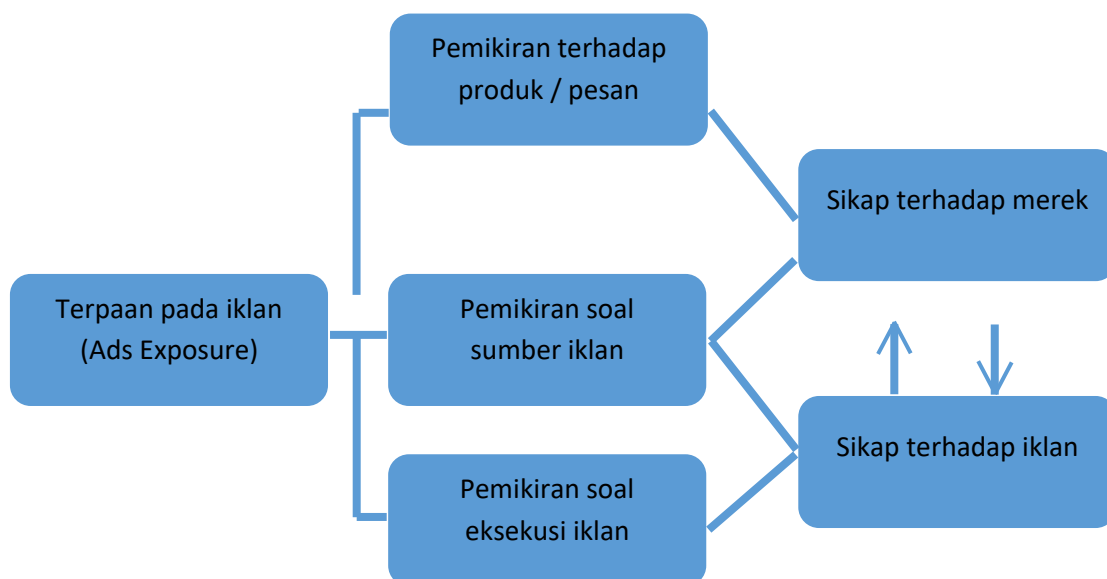 Pemikiran terhadap
produk / pesan
Sikap terhadap merek
Terpaan pada iklan
(Ads Exposure)
Pemikiran soal
sumber iklan
Sikap terhadap iklan
Pemikiran soal
eksekusi iklan